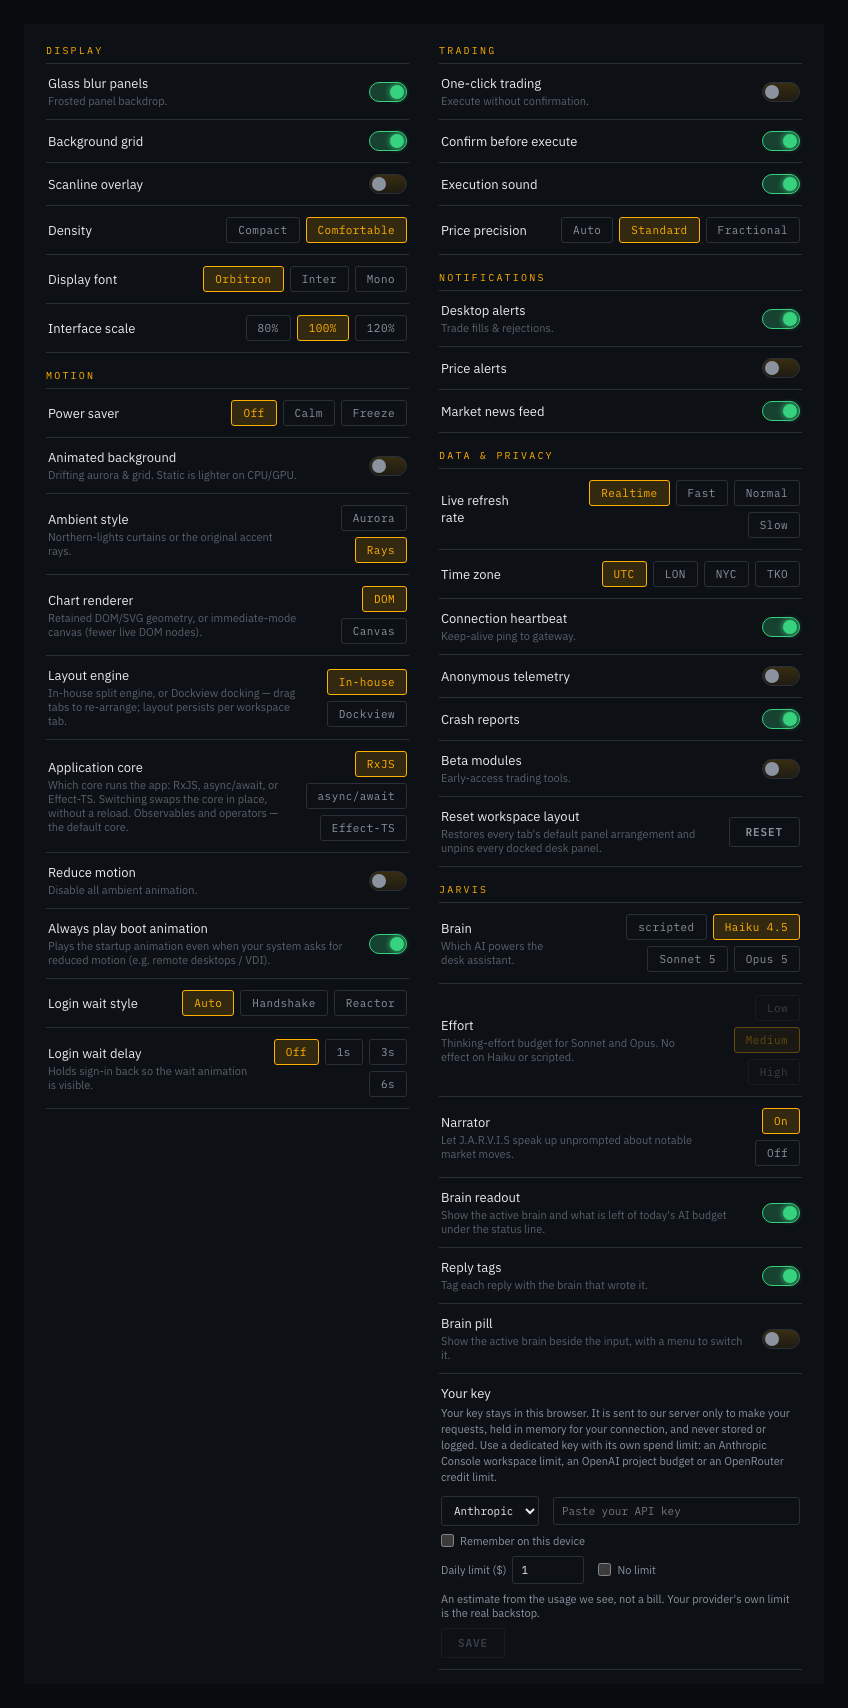 DISPLAY
Glass blur panels
Frosted panel backdrop.
Background grid
Scanline overlay
Density
Compact
Comfortable
Display font
Orbitron
Inter
Mono
Interface scale
80%
100%
120%
MOTION
Power saver
Off
Calm
Freeze
Animated background
Drifting aurora & grid. Static is lighter on CPU/GPU.
Ambient style
Northern-lights curtains or the original accent
rays.
Aurora
Rays
Chart renderer
Retained DOM/SVG geometry, or immediate-mode
canvas (fewer live DOM nodes).
DOM
Canvas
Layout engine
In-house split engine, or Dockview docking — drag
tabs to re-arrange; layout persists per workspace
tab.
In-house
Dockview
Application core
Which core runs the app: RxJS, async/await, or
Effect-TS. Switching swaps the core in place,
without a reload. Observables and operators —
the default core.
RxJS
async/await
Effect-TS
Reduce motion
Disable all ambient animation.
Always play boot animation
Plays the startup animation even when your system asks for
reduced motion (e.g. remote desktops / VDI).
Login wait style
Auto
Handshake
Reactor
Login wait delay
Holds sign-in back so the wait animation
is visible.
Off
1s
3s
6s
TRADING
One-click trading
Execute without confirmation.
Confirm before execute
Execution sound
Price precision
Auto
Standard
Fractional
NOTIFICATIONS
Desktop alerts
Trade fills & rejections.
Price alerts
Market news feed
DATA & PRIVACY
Live refresh
rate
Realtime
Fast
Normal
Slow
Time zone
UTC
LON
NYC
TKO
Connection heartbeat
Keep-alive ping to gateway.
Anonymous telemetry
Crash reports
Beta modules
Early-access trading tools.
Reset workspace layout
Restores every tab's default panel arrangement and
unpins every docked desk panel.
RESET
JARVIS
Brain
Which AI powers the
desk assistant.
scripted
Haiku 4.5
Sonnet 5
Opus 5
Effort
Thinking-effort budget for Sonnet and Opus. No
effect on Haiku or scripted.
Low
Medium
High
Narrator
Let J.A.R.V.I.S speak up unprompted about notable
market moves.
On
Off
Brain readout
Show the active brain and what is left of today's AI budget
under the status line.
Reply tags
Tag each reply with the brain that wrote it.
Brain pill
Show the active brain beside the input, with a menu to switch
it.
Your key
Your key stays in this browser. It is sent to our server only to make your
requests, held in memory for your connection, and never stored or
logged. Use a dedicated key with its own spend limit: an Anthropic
Console workspace limit, an OpenAI project budget or an OpenRouter
credit limit.
Anthropic
Paste your API key
Remember on this device
Daily limit ($)
1
No limit
An estimate from the usage we see, not a bill. Your provider's own limit
is the real backstop.
SAVE